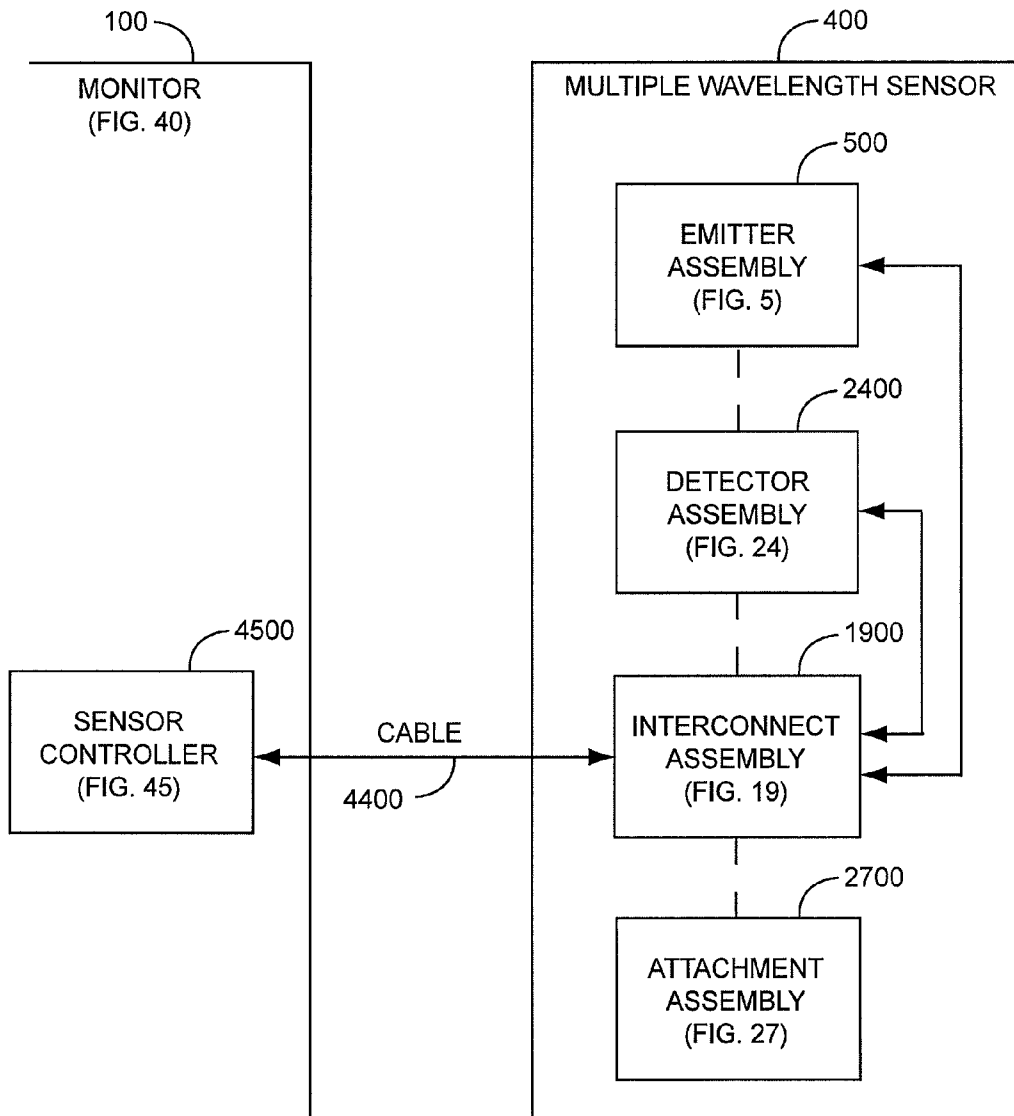 100
MONITOR
(FIG. 40)
400
MULTIPLE WAVELENGTH SENSOR
500
EMITTER
ASSEMBLY
(FIG. 5)
2400
DETECTOR
ASSEMBLY
(FIG. 24)
4500
SENSOR
CONTROLLER
(FIG. 45)
CABLE
4400
1900
INTERCONNECT
ASSEMBLY
(FIG. 19)
2700
ATTACHMENT
ASSEMBLY
(FIG. 27)